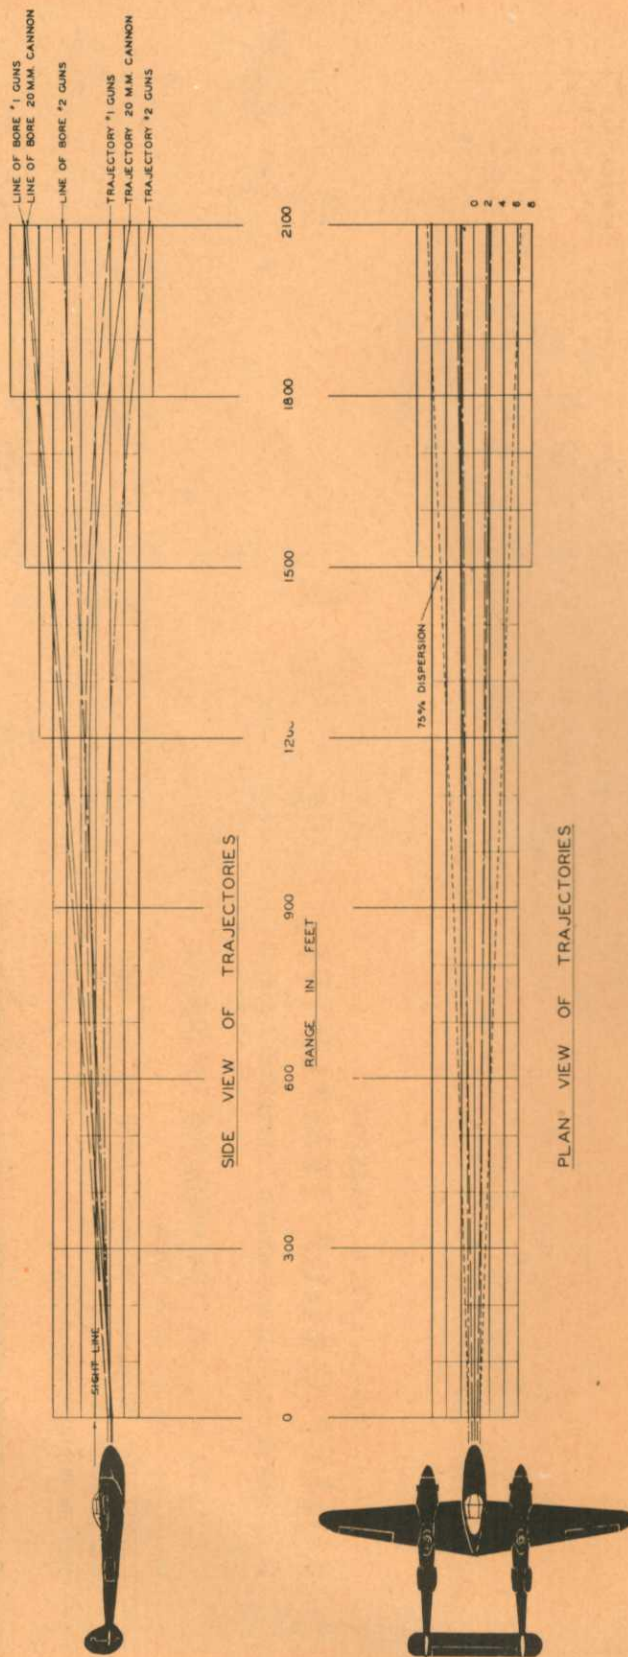 LINE OF BORE #1 GUNS
LINE OF BORE 20 M.M. CANNON
LINE OF BORE #2 GUNS
TRAJECTORY #1 GUNS
TRAJECTORY 20 M.M. CANNON
TRAJECTORY #2 GUNS
SIGHT LINE
SIDE VIEW OF TRAJECTORIES
0 300 600 900 1200 1500 1800 2100
RANGE IN FEET
75% DISPERSION
0
2
4
6
8
PLAN VIEW OF TRAJECTORIES